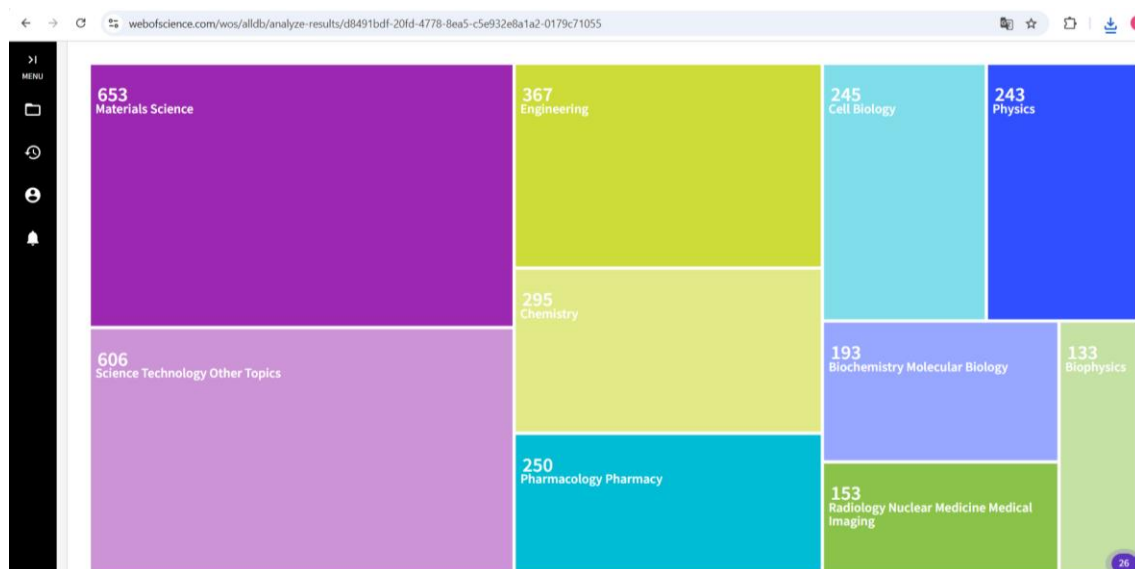 webofscience.com/wos/alldb/analyze-results/d8491bdf-20fd-4778-8ea5-c5e932e8a1a2-0179c71055
MENU
653
Materials Science
606
Science Technology Other Topics
367
Engineering
295
Chemistry
250
Pharmacology Pharmacy
245
Cell Biology
243
Physics
193
Biochemistry Molecular Biology
133
Biophysics
153
Radiology Nuclear Medicine Medical
Imaging
26